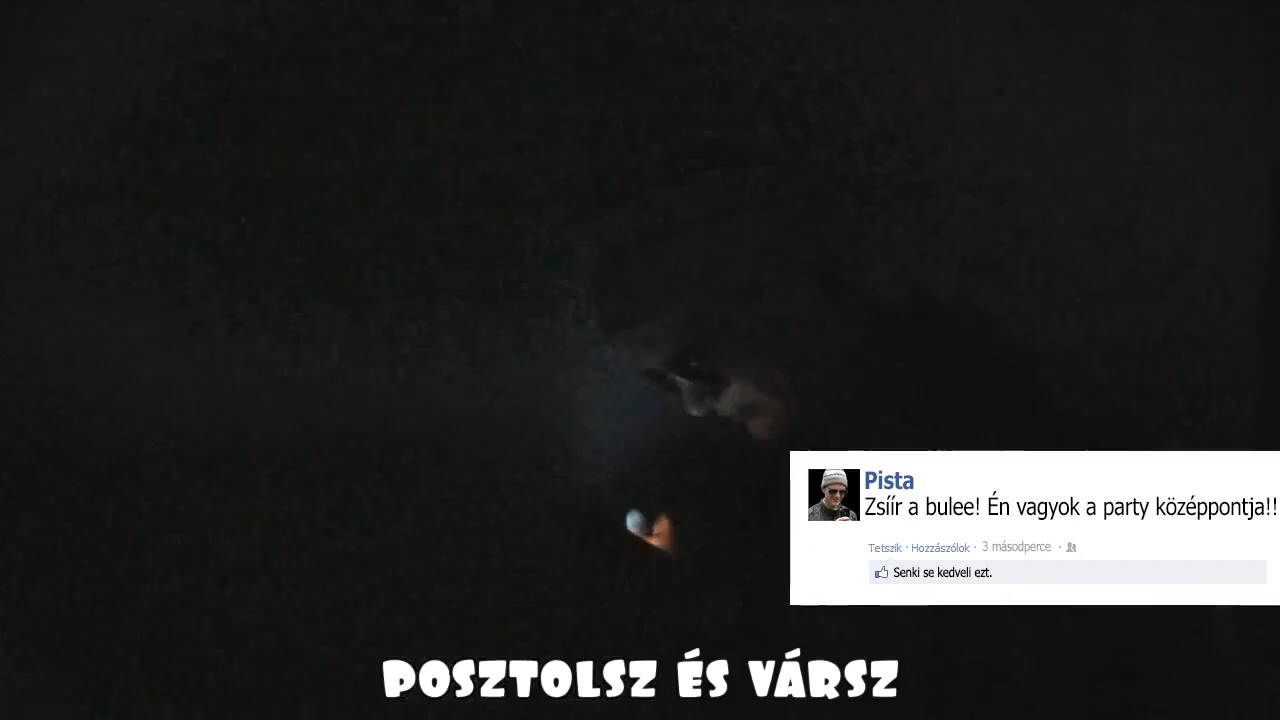 Pista
Zsíír a bulee! Én vagyok a party középpontja!!
Tetszik · Hozzászólok · 3 másodperce ·
Senki se kedveli ezt.
POSZTOLSZ ÉS VÁRSZ